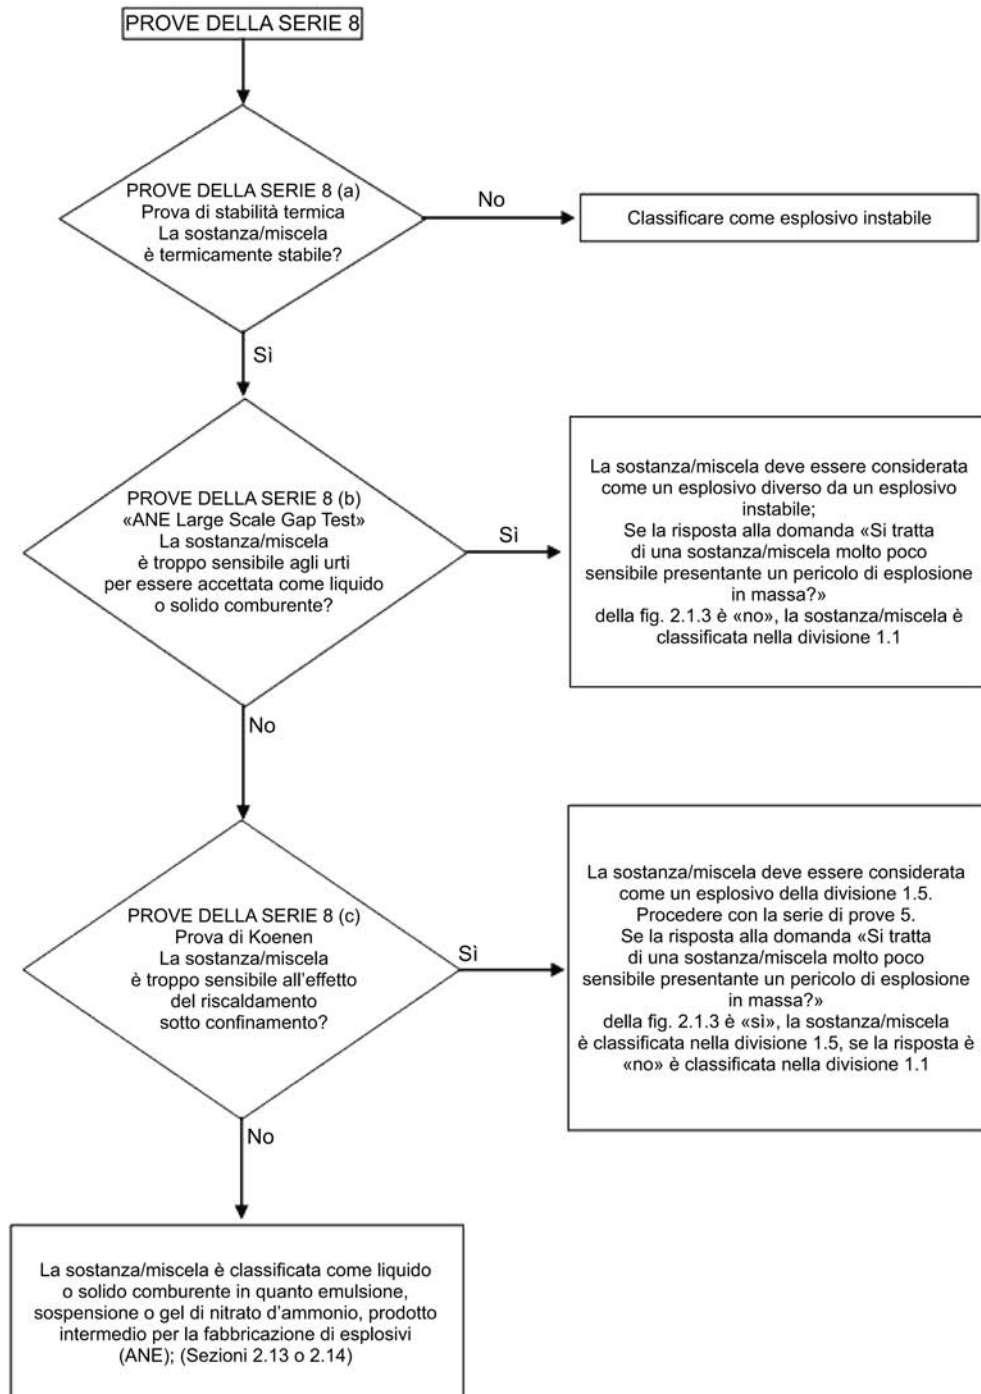 PROVE DELLA SERIE 8
PROVE DELLA SERIE 8 (a)
Prova di stabilità termica
La sostanza/miscela
è termicamente stabile?
No
Classificare come esplosivo instabile
Sì
PROVE DELLA SERIE 8 (b)
«ANE Large Scale Gap Test»
La sostanza/miscela
è troppo sensibile agli urti
per essere accettata come liquido
o solido comburente?
Sì
La sostanza/miscela deve essere considerata
come un esplosivo diverso da un esplosivo
instabile;
Se la risposta alla domanda «Si tratta
di una sostanza/miscela molto poco
sensibile presentante un pericolo di esplosione
in massa?»
della fig. 2.1.3 è «no», la sostanza/miscela è
classificata nella divisione 1.1
No
PROVE DELLA SERIE 8 (c)
Prova di Koenen
La sostanza/miscela
è troppo sensibile all'effetto
del riscaldamento
sotto confinamento?
Sì
La sostanza/miscela deve essere considerata
come un esplosivo della divisione 1.5.
Procedere con la serie di prove 5.
Se la risposta alla domanda «Si tratta
di una sostanza/miscela molto poco
sensibile presentante un pericolo di esplosione
in massa?»
della fig. 2.1.3 è «sì», la sostanza/miscela
è classificata nella divisione 1.5, se la risposta è
«no» è classificata nella divisione 1.1
No
La sostanza/miscela è classificata come liquido
o solido comburente in quanto emulsione,
sospensione o gel di nitrato d'ammonio, prodotto
intermedio per la fabbricazione di esplosivi
(ANE); (Sezioni 2.13 o 2.14)